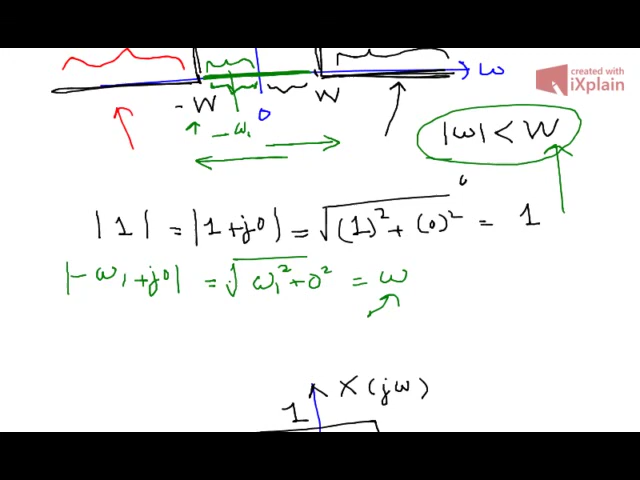 created with
iXplain
ω
- W
0
W
- ω₁
|ω| < W
|1| = |1+j0| = √(1)² + (0)² = 1
|-ω₁+j0| = √ω₁²+0² = ω
X(jω)
1